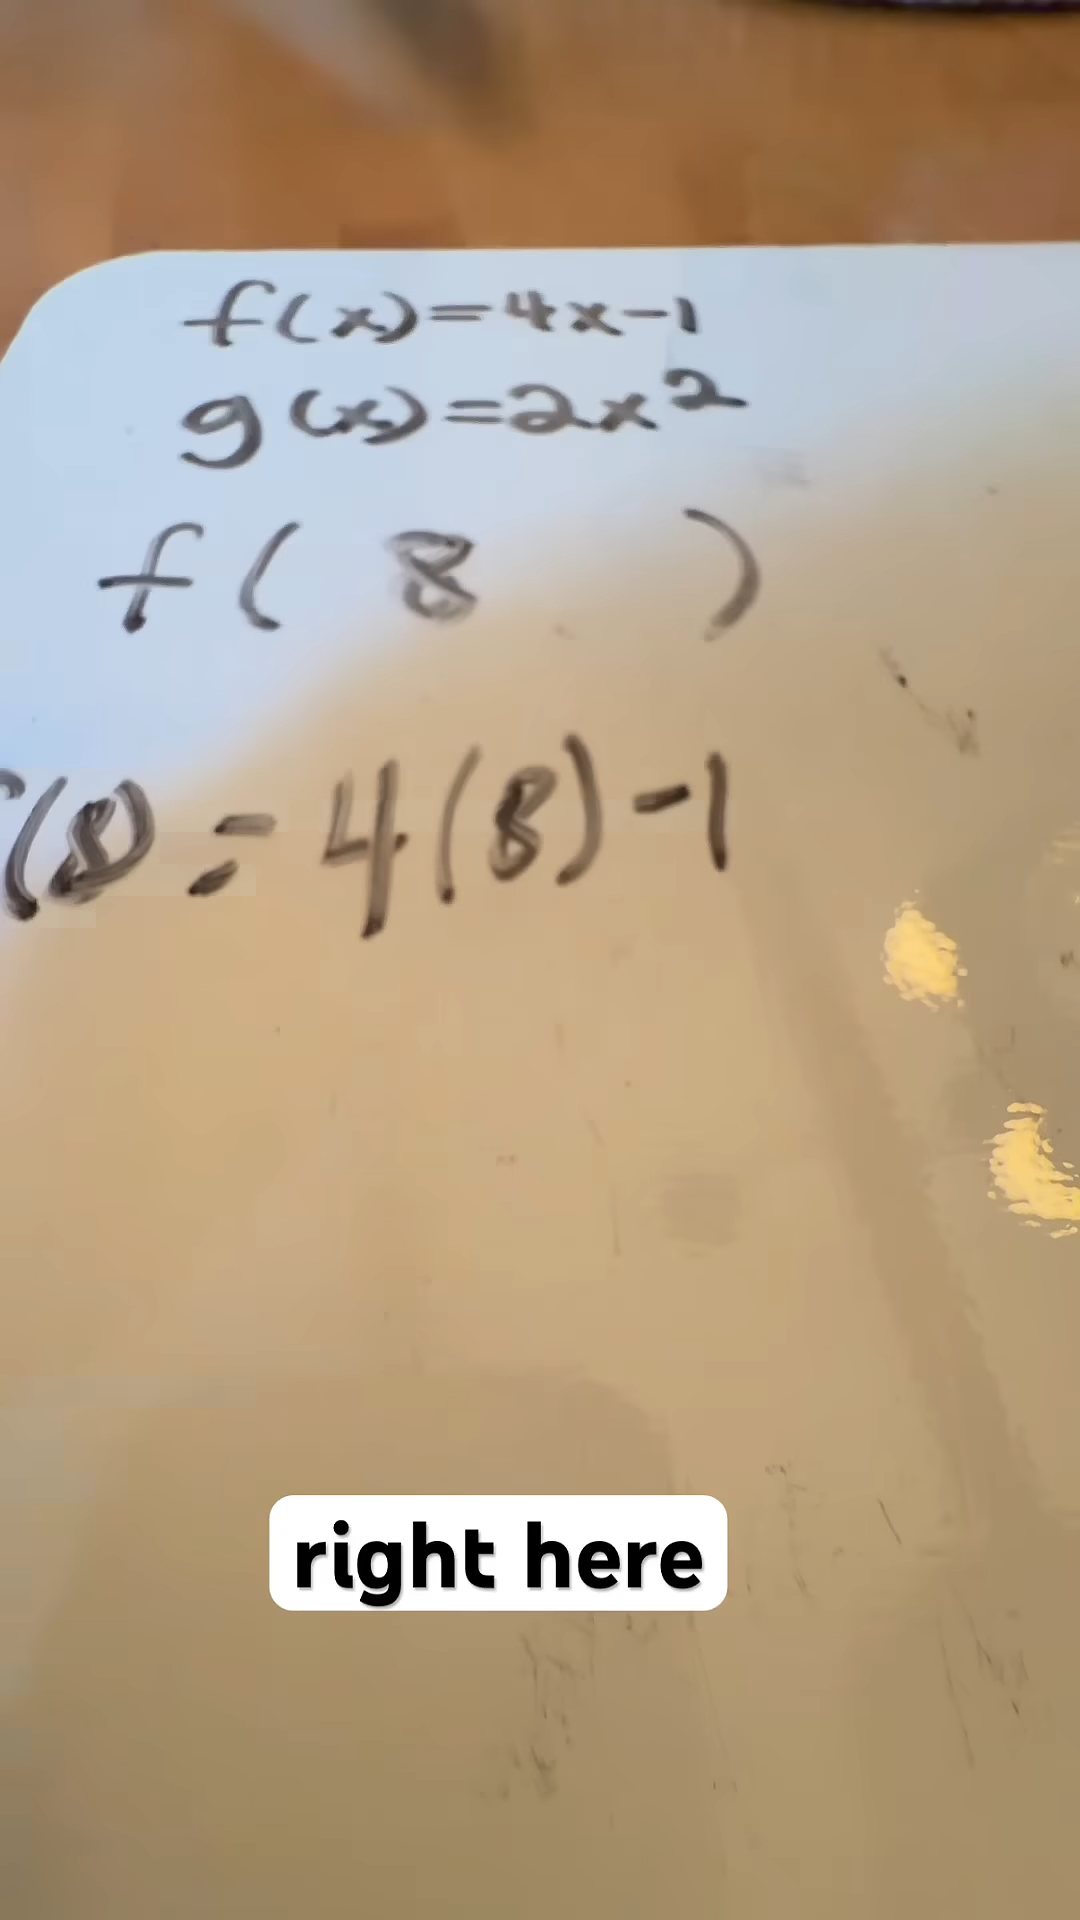 f(x)=4x-1
g(x)=2x²
f( 8 )
(8)=4(8)-1
right here